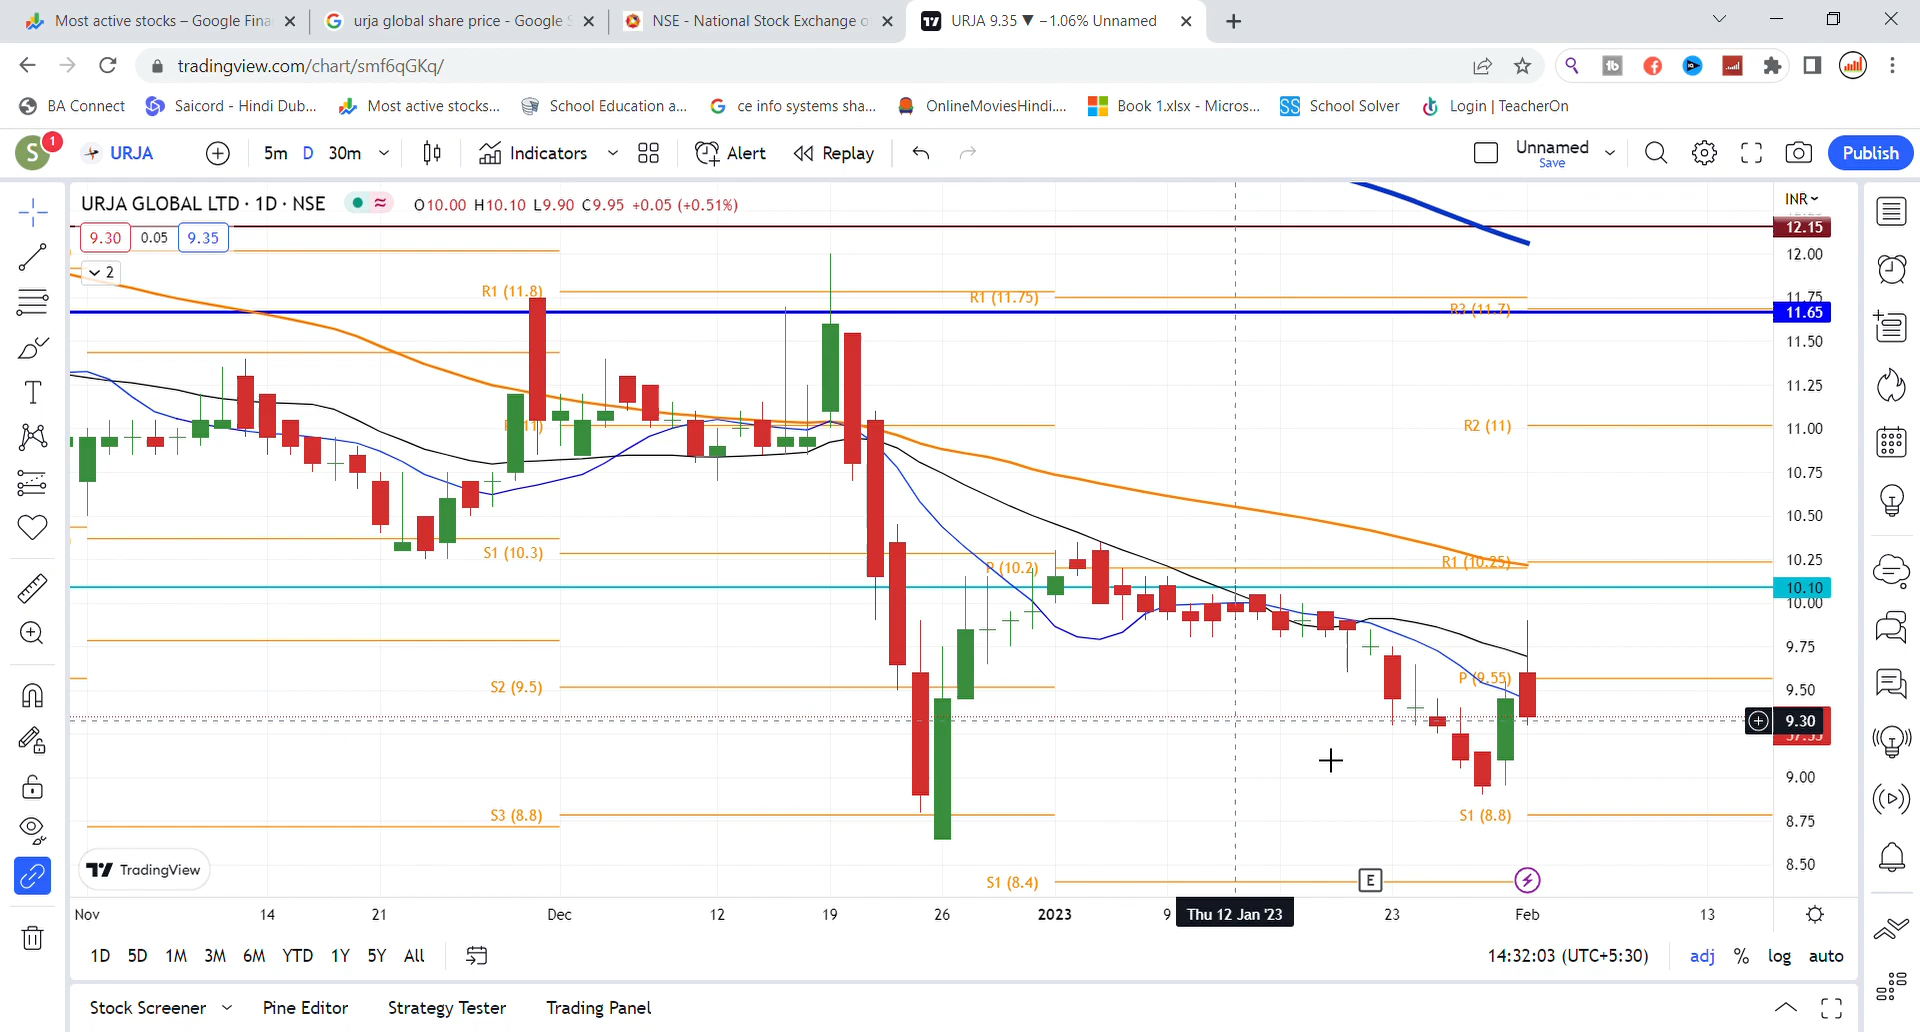 Most active stocks – Google Fina
urja global share price - Google S
NSE - National Stock Exchange o
URJA 9.35 ▼ −1.06% Unnamed
tradingview.com/chart/smf6qGKq/
BA Connect
Saicord - Hindi Dub...
Most active stocks...
School Education a...
ce info systems sha...
OnlineMoviesHindi....
Book 1.xlsx - Micros...
School Solver
Login | TeacherOn
S
1
URJA
5m
D
30m
Indicators
Alert
Replay
Unnamed
Save
Publish
URJA GLOBAL LTD · 1D · NSE
O10.00 H10.10 L9.90 C9.95 +0.05 (+0.51%)
INR
9.30
0.05
9.35
2
12.15
12.00
11.75
11.65
11.50
11.25
11.00
10.75
10.50
10.25
10.10
10.00
9.75
9.50
9.30
9.00
8.75
8.50
R1 (11.8)
R1 (11.75)
R3 (11.7)
P (11)
R2 (11)
S1 (10.3)
P (10.2)
R1 (10.25)
S2 (9.5)
P (9.55)
S3 (8.8)
S1 (8.8)
S1 (8.4)
E
TradingView
Nov
14
21
Dec
12
19
26
2023
9
Thu 12 Jan '23
23
Feb
13
1D
5D
1M
3M
6M
YTD
1Y
5Y
All
14:32:03 (UTC+5:30)
adj
%
log
auto
Stock Screener
Pine Editor
Strategy Tester
Trading Panel